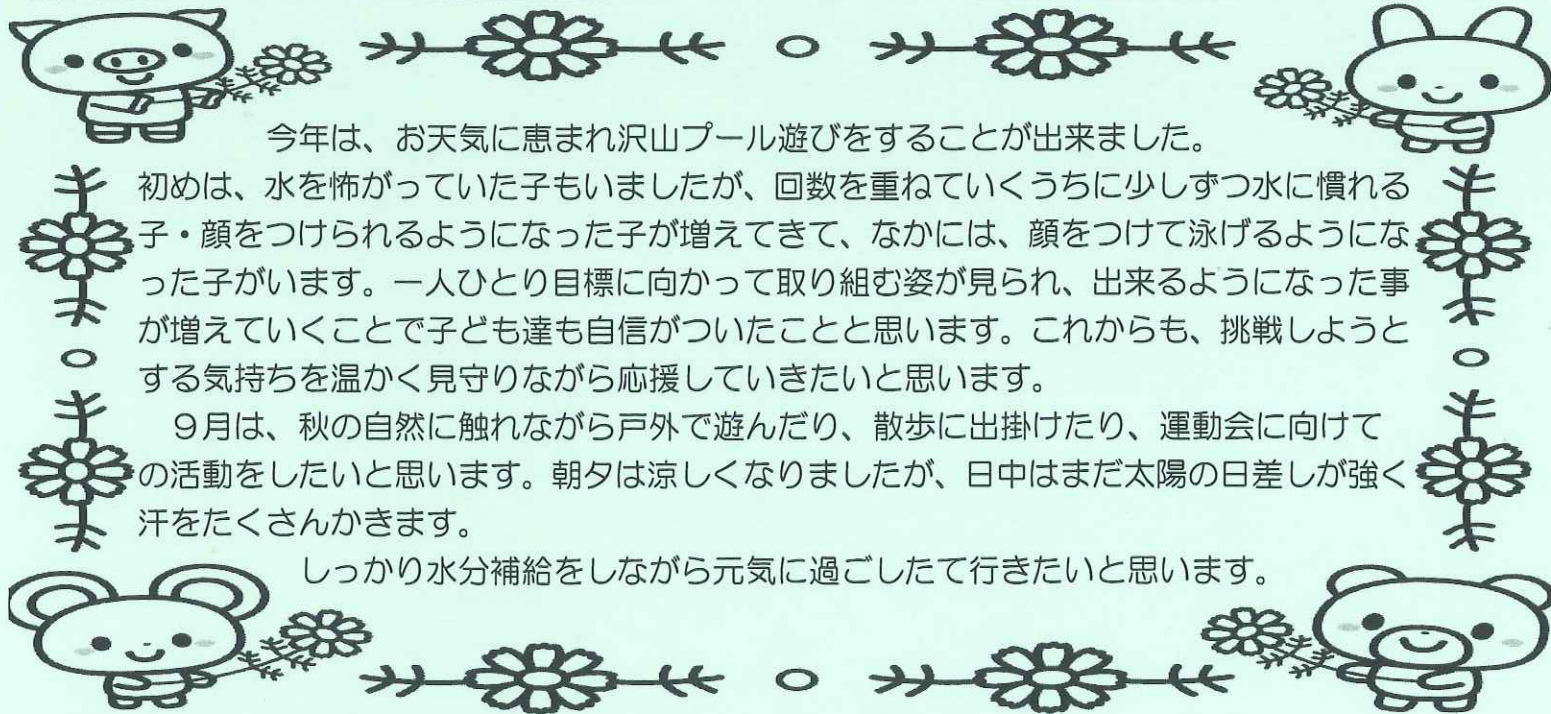 今年は、お天気に恵まれ沢山プール遊びをすることが出来ました。
初めは、水を怖がっていた子もいましたが、回数を重ねていくうちに少しずつ水に慣れる
子・顔をつけられるようになった子が増えてきて、なかには、顔をつけて泳げるようにな
った子がいます。一人ひとり目標に向かって取り組む姿が見られ、出来るようになった事
が増えていくことで子ども達も自信がついたことと思います。これからも、挑戦しようと
する気持ちを温かく見守りながら応援していきたいと思います。
９月は、秋の自然に触れながら戸外で遊んだり、散歩に出掛けたり、運動会に向けて
の活動をしたいと思います。朝夕は涼しくなりましたが、日中はまだ太陽の日差しが強く
汗をたくさんかきます。
しっかり水分補給をしながら元気に過ごしたて行きたいと思います。